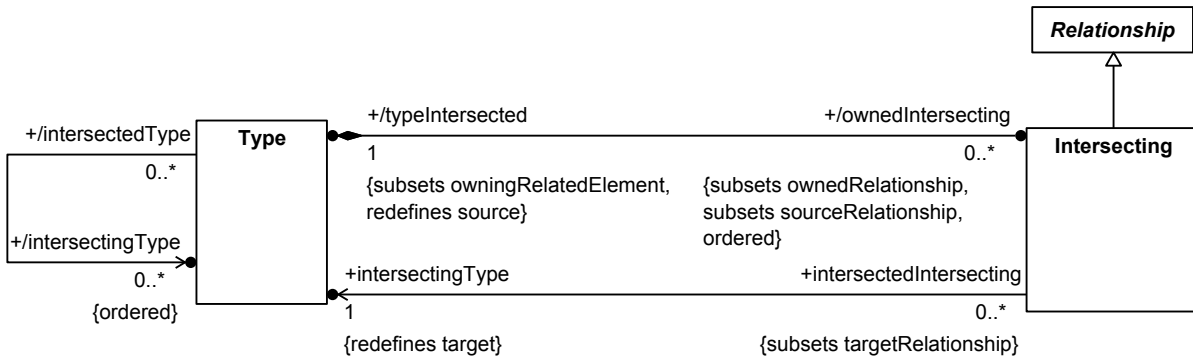 Relationship
+/typeIntersected
+/ownedIntersecting
+/intersectedType
Type
Intersecting
1
0..*
0..*
{subsets owningRelatedElement,
redefines source}
{subsets ownedRelationship,
subsets sourceRelationship,
ordered}
+/intersectingType
+intersectingType
+intersectedIntersecting
0..*
1
0..*
{ordered}
{redefines target}
{subsets targetRelationship}